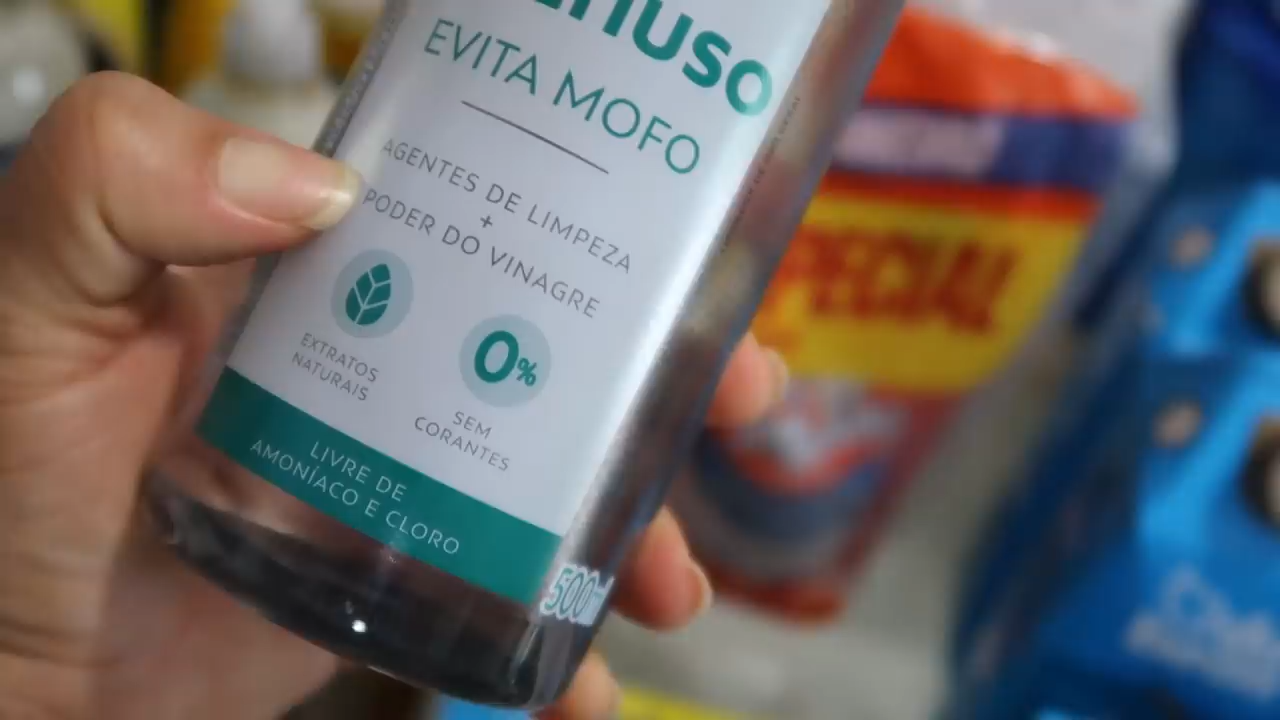 EVITA MOFO
AGENTES DE LIMPEZA
+
PODER DO VINAGRE
EXTRATOS
NATURAIS
0%
SEM
CORANTES
LIVRE DE
AMONÍACO E CLORO
500ml